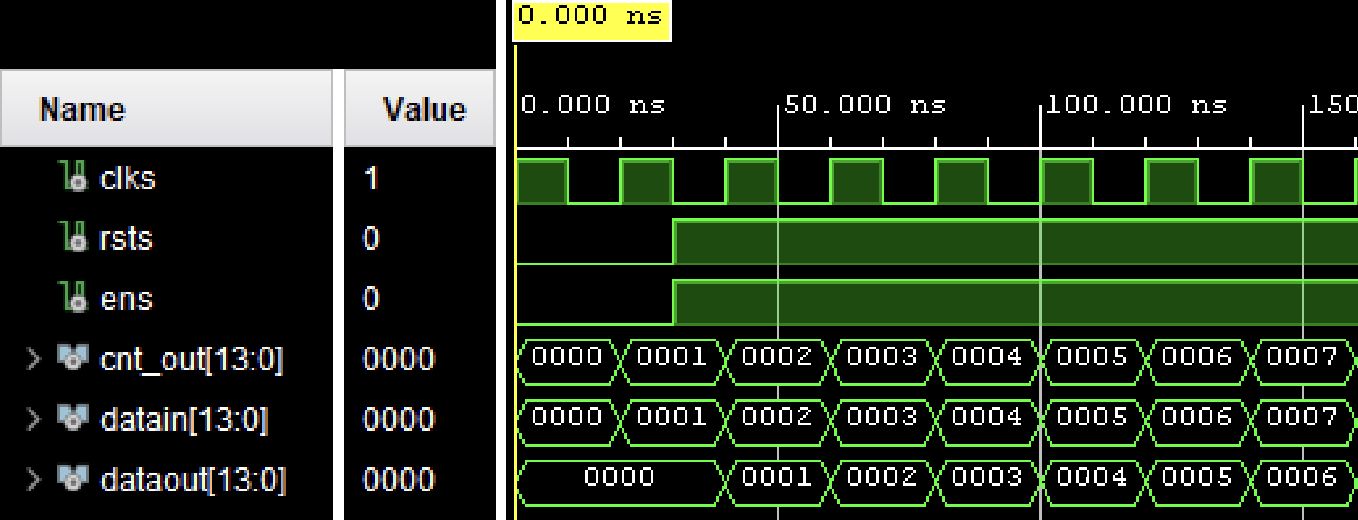 0.000 ns
Name Value 0.000 ns 50.000 ns 100.000 ns 150
clks 1
rsts 0
ens 0
cnt_out[13:0] 0000 0000 0001 0002 0003 0004 0005 0006 0007
datain[13:0] 0000 0000 0001 0002 0003 0004 0005 0006 0007
dataout[13:0] 0000 0000 0001 0002 0003 0004 0005 0006